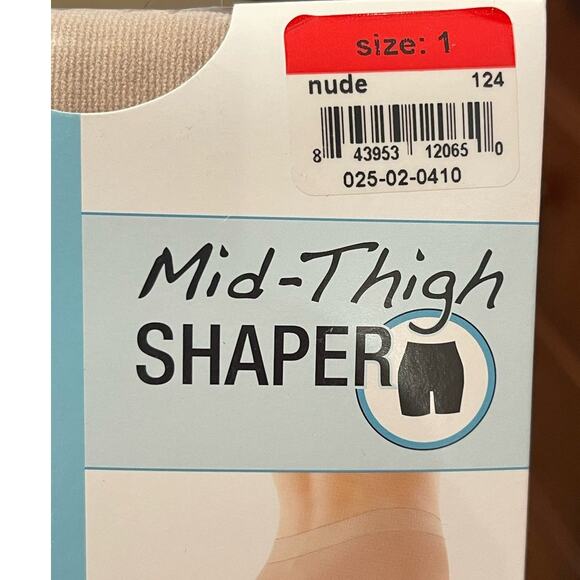 size: 1
nude 124
8 43953 12065 0
025-02-0410
Mid-Thigh
SHAPER